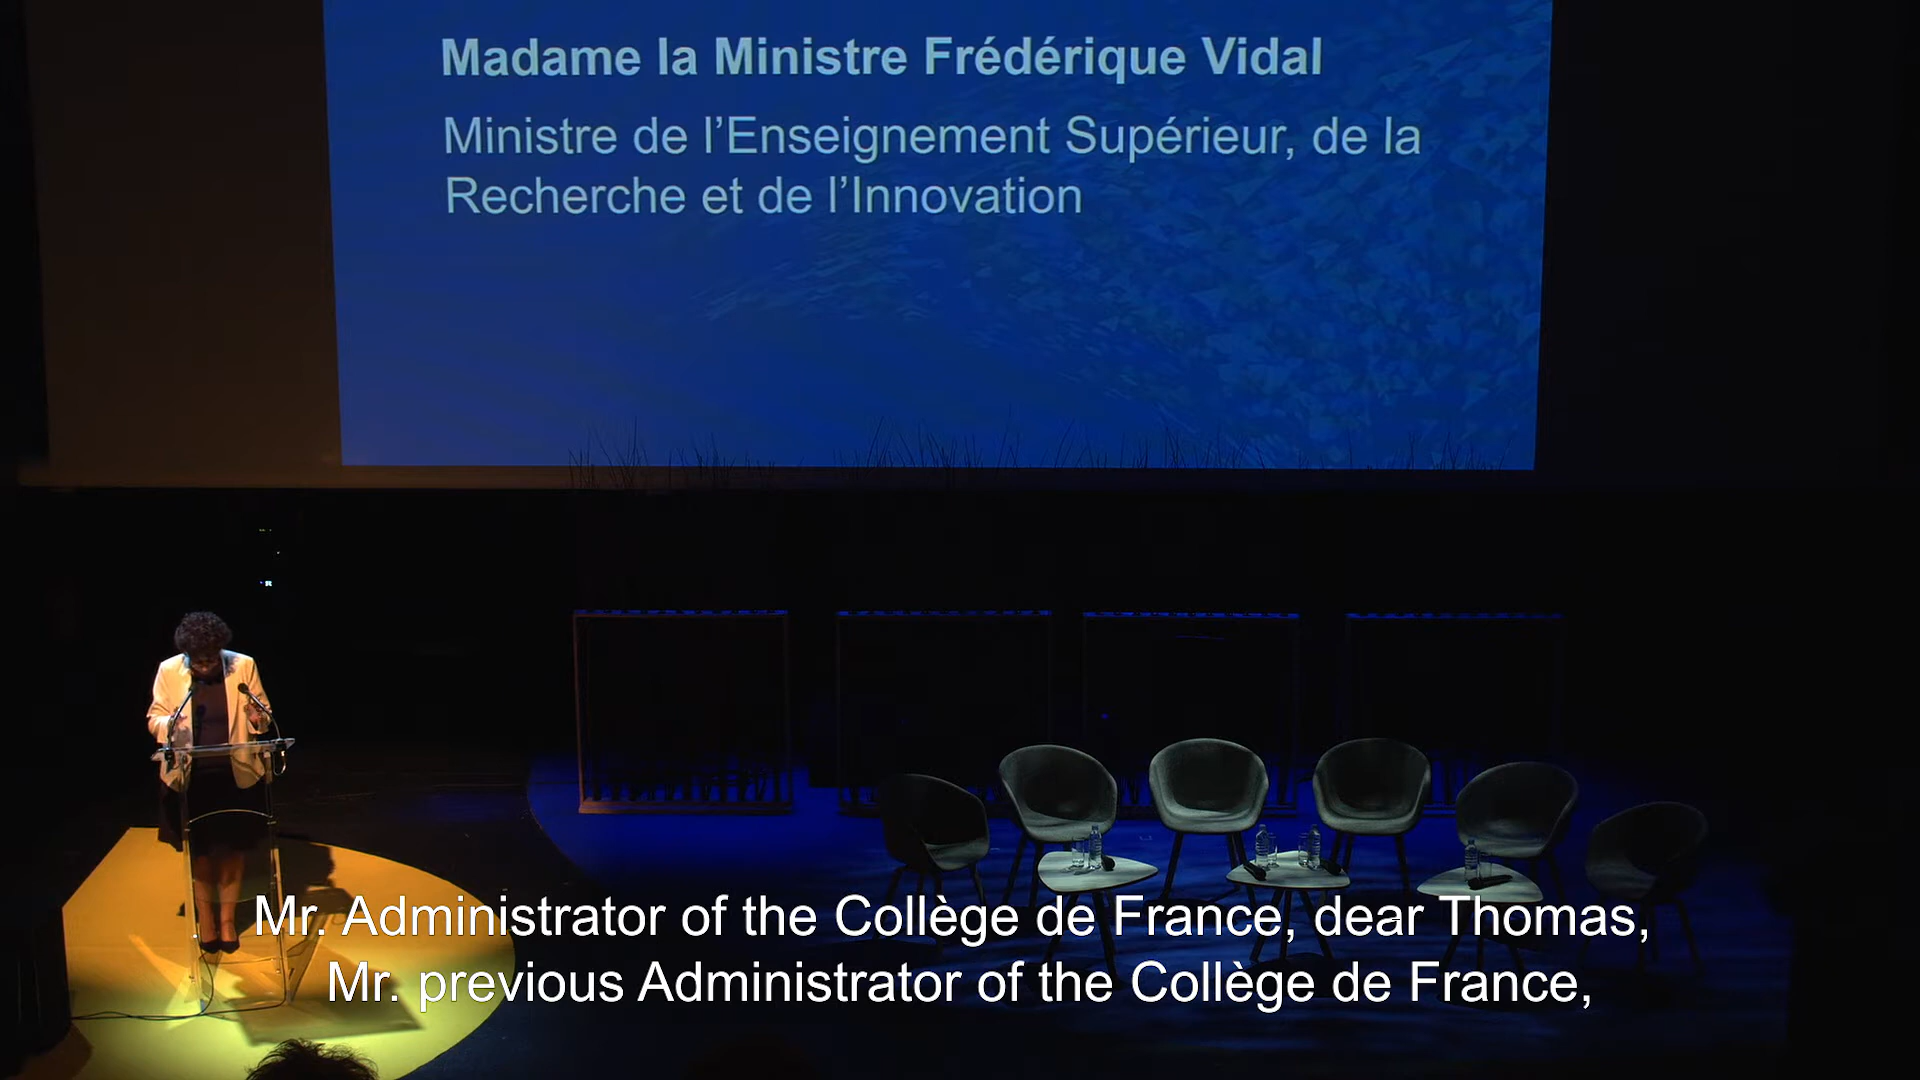 Madame la Ministre Frédérique Vidal
Ministre de l’Enseignement Supérieur, de la
Recherche et de l’Innovation
Mr. Administrator of the Collège de France, dear Thomas,
Mr. previous Administrator of the Collège de France,